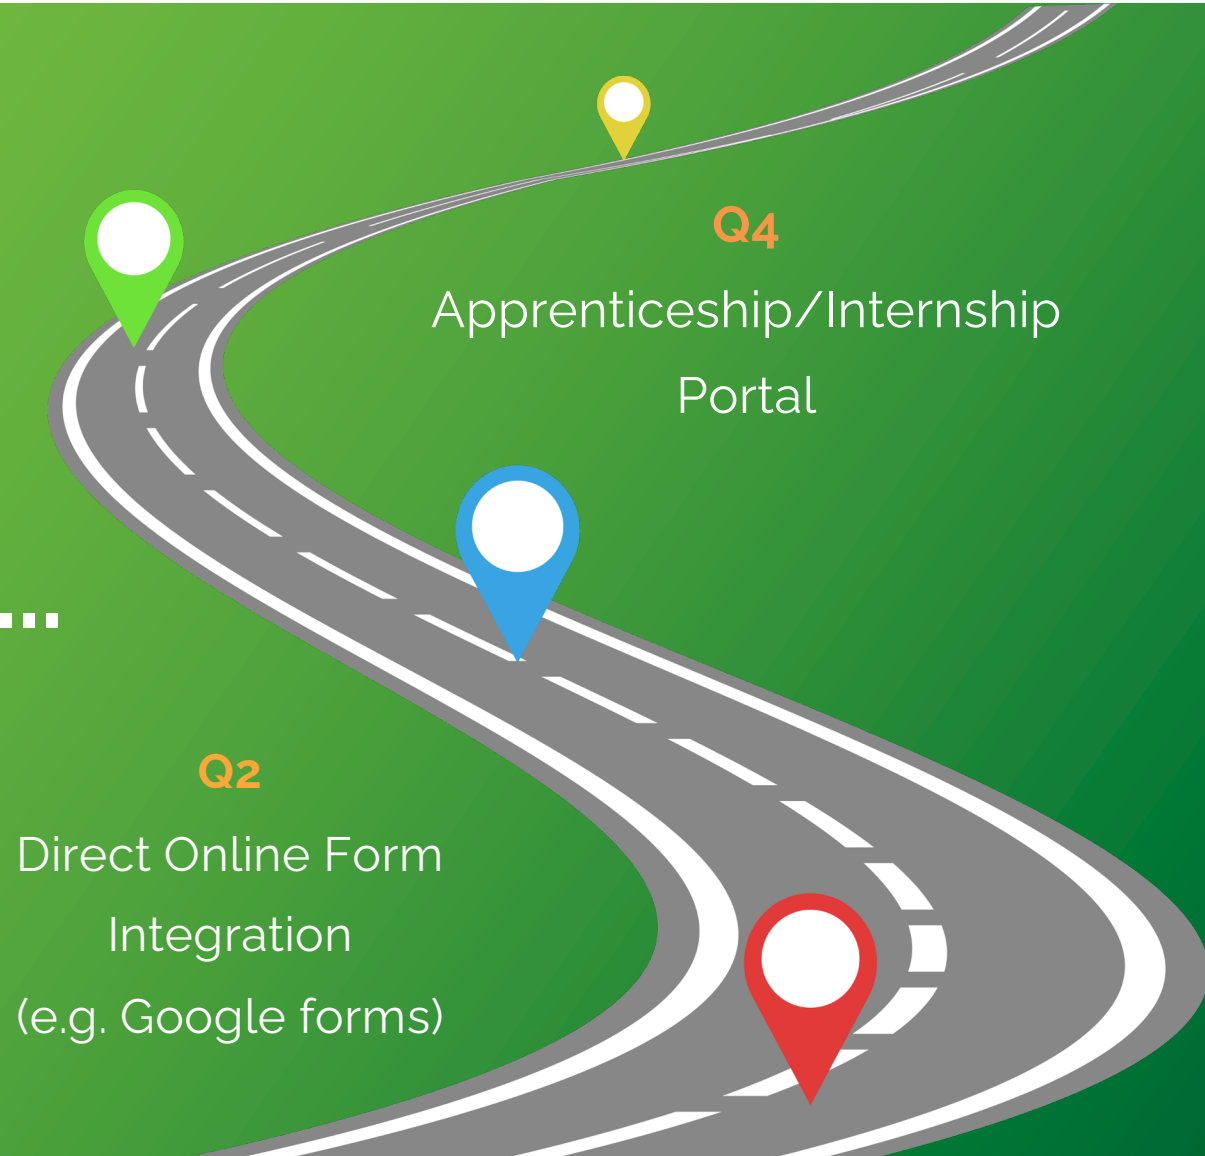 Q4
Apprenticeship/Internship
Portal
Q2
Direct Online Form
Integration
(e.g. Google forms)